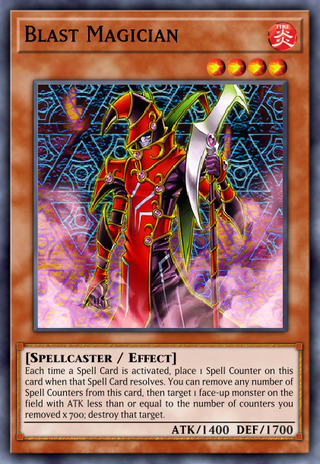 Blast Magician
FIRE
炎
[Spellcaster / Effect]
Each time a Spell Card is activated, place 1 Spell Counter on this
card when that Spell Card resolves. You can remove any number of
Spell Counters from this card, then target 1 face-up monster on the
field with ATK less than or equal to the number of counters you
removed x 700; destroy that target.
ATK/1400 DEF/1700